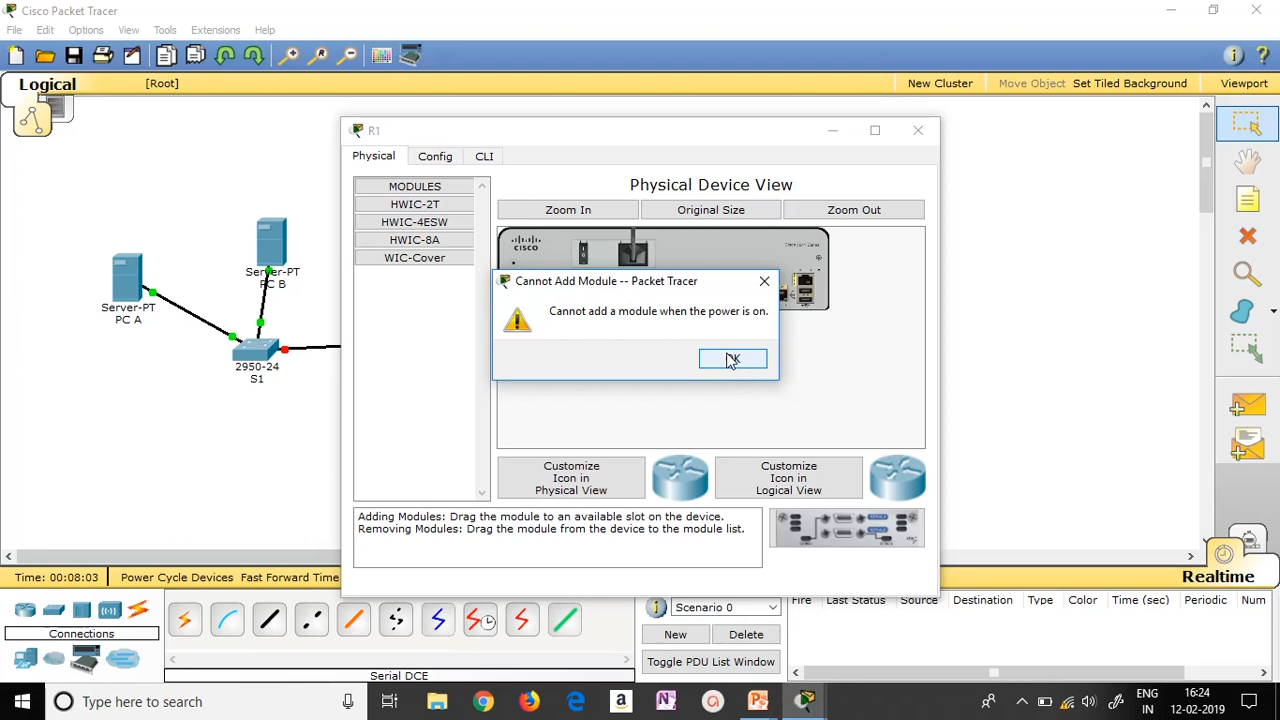 Cisco Packet Tracer
File Edit Options View Tools Extensions Help
Logical [Root] New Cluster Move Object Set Tiled Background Viewport
R1
Physical Config CLI
MODULES
HWIC-2T
HWIC-4ESW
HWIC-8A
WIC-Cover
Physical Device View
Zoom In Original Size Zoom Out
CISCO
Cannot Add Module -- Packet Tracer
Cannot add a module when the power is on.
Server-PT
PC B
Server-PT
PC A
2950-24
S1
Customize
Icon in
Physical View
Customize
Icon in
Logical View
Adding Modules: Drag the module to an available slot on the device.
Removing Modules: Drag the module from the device to the module list.
Time: 00:08:03 Power Cycle Devices Fast Forward Time
Realtime
Connections
Serial DCE
Scenario 0
New Delete
Toggle PDU List Window
Fire Last Status Source Destination Type Color Time (sec) Periodic Num
Type here to search
ENG
IN
16:24
12-02-2019